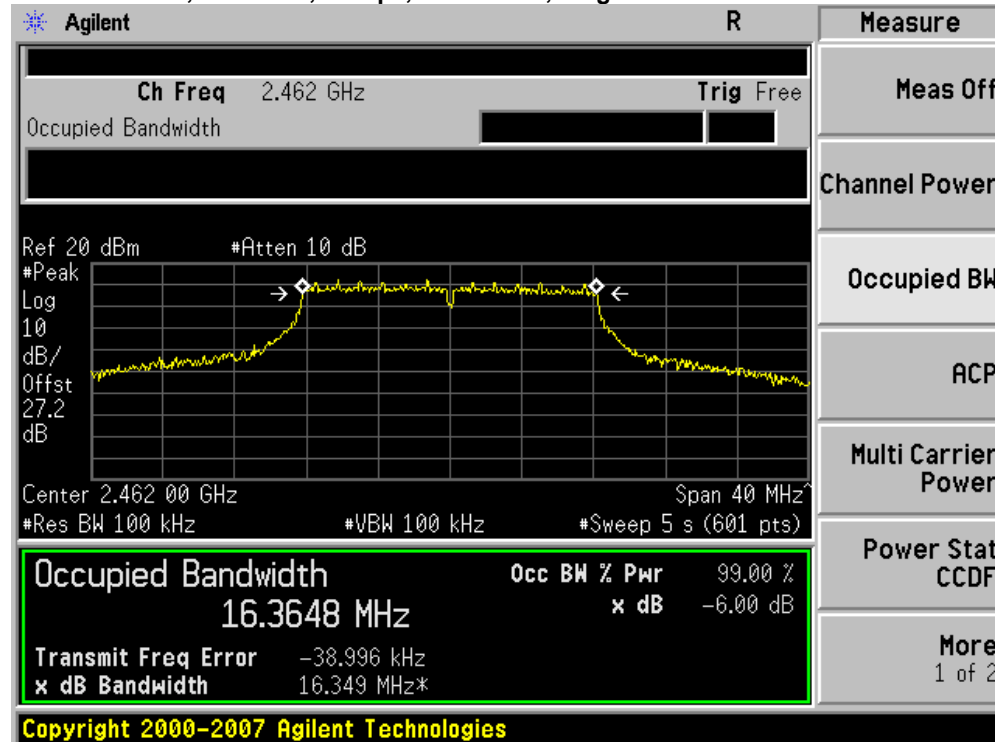 Agilent R Measure
Ch Freq 2.462 GHz Trig Free
Meas Off
Occupied Bandwidth
Channel Power
Ref 20 dBm #Atten 10 dB
#Peak
Log
10
dB/
Offst
27.2
dB
Occupied BW
ACP
Multi Carrier
Power
Center 2.462 00 GHz Span 40 MHz^
#Res BW 100 kHz #VBW 100 kHz #Sweep 5 s (601 pts)
Power Stat
CCDF
Occupied Bandwidth Occ BW % Pwr 99.00 %
16.3648 MHz x dB -6.00 dB
Transmit Freq Error -38.996 kHz
x dB Bandwidth 16.349 MHz*
More
1 of 2
Copyright 2000-2007 Agilent Technologies